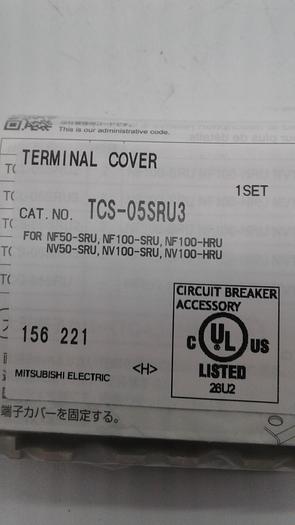 This is our administrative code.
TERMINAL COVER
1SET
CAT. NO. TCS-05SRU3
FOR NF50-SRU, NF100-SRU, NF100-HRU
NV50-SRU, NV100-SRU, NV100-HRU
CIRCUIT BREAKER
ACCESSORY
C UL US
LISTED
26U2
156 221
MITSUBISHI ELECTRIC <H>
端子カバーを固定する。